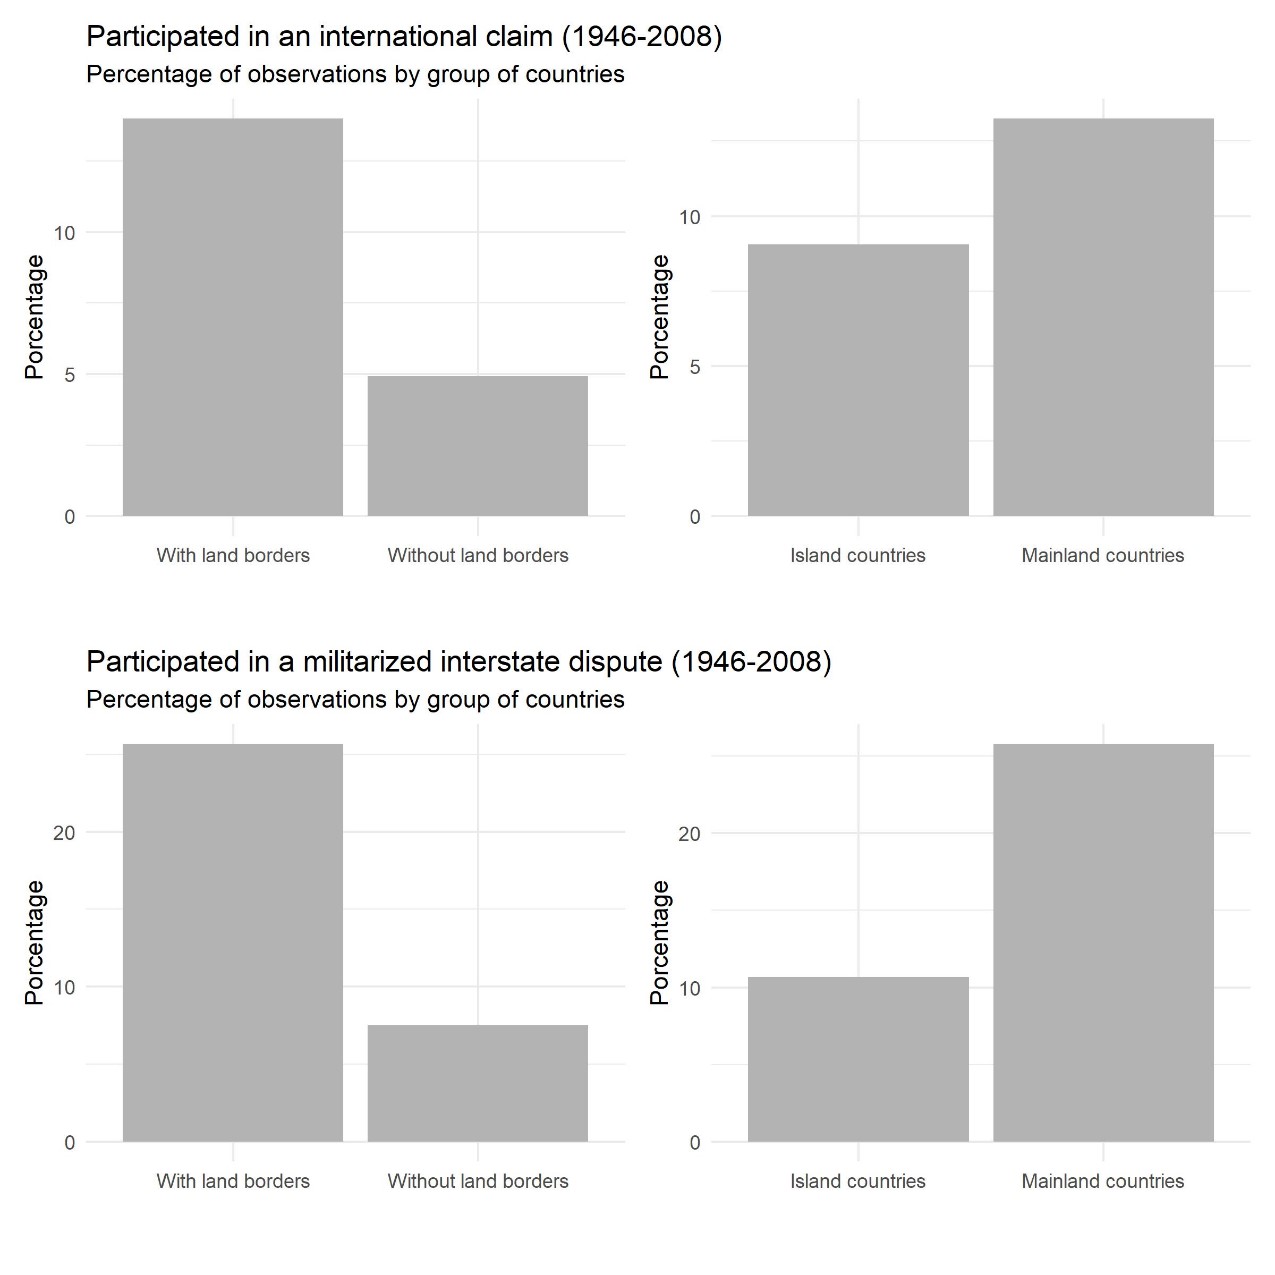 Participated in an international claim (1946-2008)
Percentage of observations by group of countries
Porcentage
10
5
0
With land borders
Without land borders
Porcentage
10
5
0
Island countries
Mainland countries
Participated in a militarized interstate dispute (1946-2008)
Percentage of observations by group of countries
Porcentage
20
10
0
With land borders
Without land borders
Porcentage
20
10
0
Island countries
Mainland countries